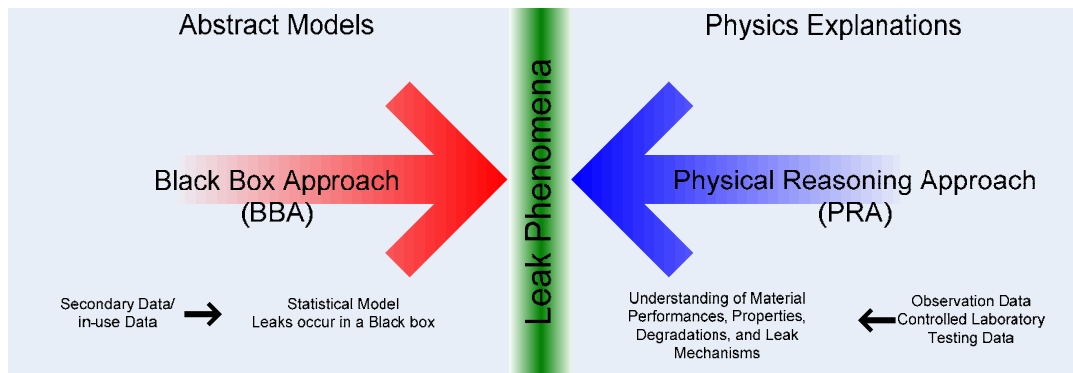 Abstract Models
Physics Explanations
Leak Phenomena
Black Box Approach
(BBA)
Physical Reasoning Approach
(PRA)
Secondary Data/
in-use Data
Statistical Model
Leaks occur in a Black box
Understanding of Material
Performances, Properties,
Degradations, and Leak
Mechanisms
Observation Data
Controlled Laboratory
Testing Data